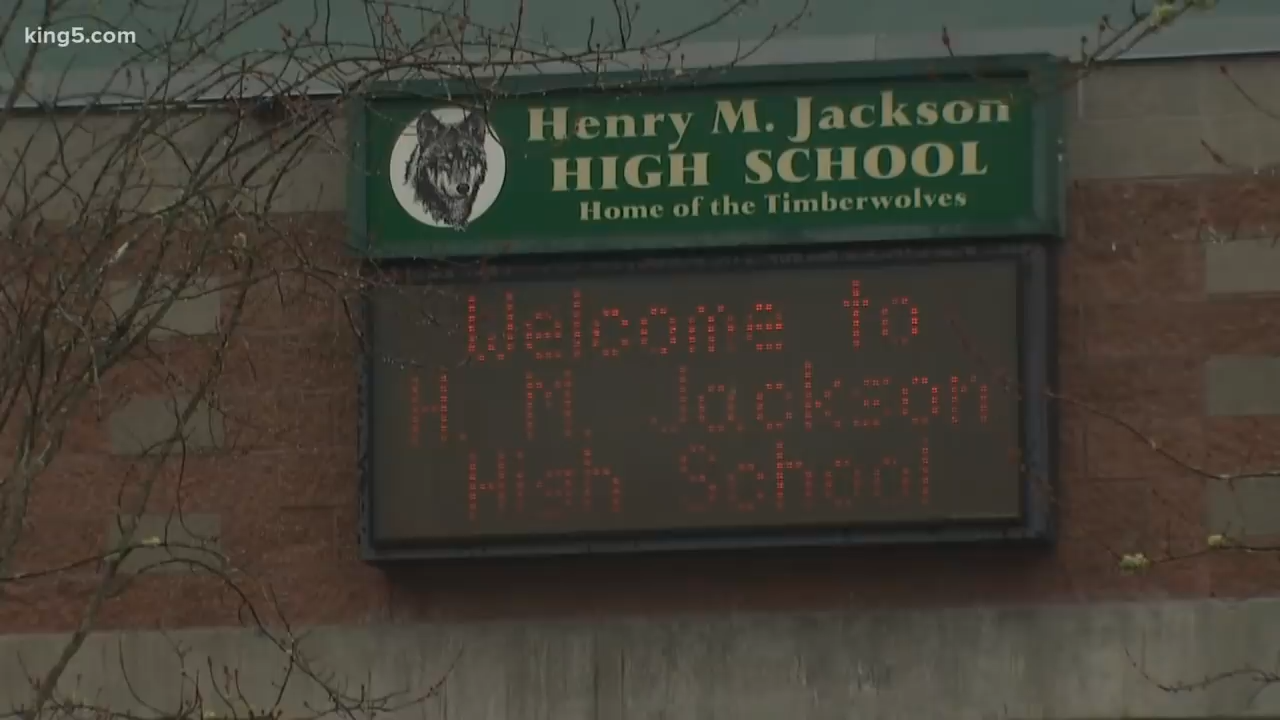 king5.com
Henry M. Jackson
HIGH SCHOOL
Home of the Timberwolves
Welcome to
H. M. Jackson
High School